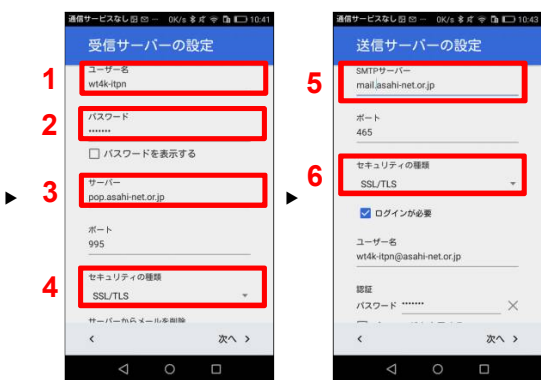 通信サービスなし 0K/s 10:41
受信サーバーの設定
1
ユーザー名
wt4k-itpn
2
パスワード
•••••••
パスワードを表示する
3
サーバー
pop.asahi-net.or.jp
ポート
995
4
セキュリティの種類
SSL/TLS
サーバーからメールを削除
次へ
通信サービスなし 0K/s 10:43
送信サーバーの設定
5
SMTPサーバー
mail.asahi-net.or.jp
ポート
465
6
セキュリティの種類
SSL/TLS
ログインが必要
ユーザー名
wt4k-itpn@asahi-net.or.jp
認証
パスワード •••••••
次へ